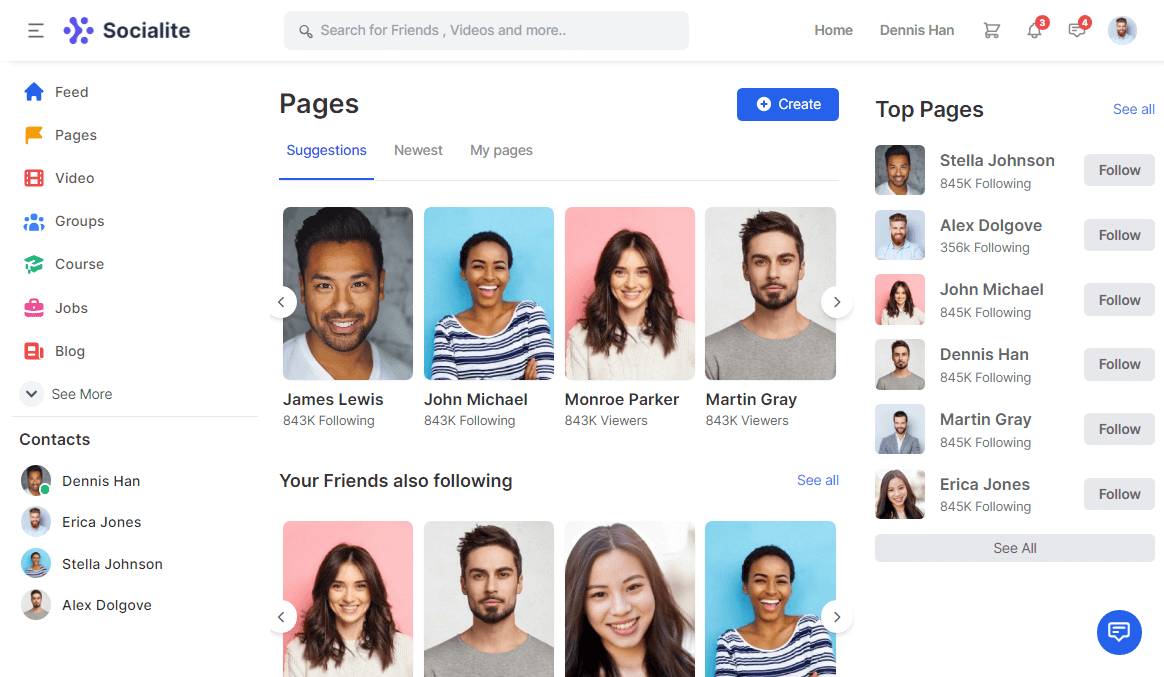 Socialite
Search for Friends , Videos and more..
Home
Dennis Han
3
4
Feed
Pages
Video
Groups
Course
Jobs
Blog
See More
Contacts
Dennis Han
Erica Jones
Stella Johnson
Alex Dolgove
Pages
Create
Suggestions
Newest
My pages
James Lewis
843K Following
John Michael
843K Following
Monroe Parker
843K Viewers
Martin Gray
843K Viewers
Your Friends also following
See all
Top Pages
See all
Stella Johnson
845K Following
Follow
Alex Dolgove
356k Following
Follow
John Michael
845K Following
Follow
Dennis Han
845K Following
Follow
Martin Gray
845K Following
Follow
Erica Jones
845K Following
Follow
See All